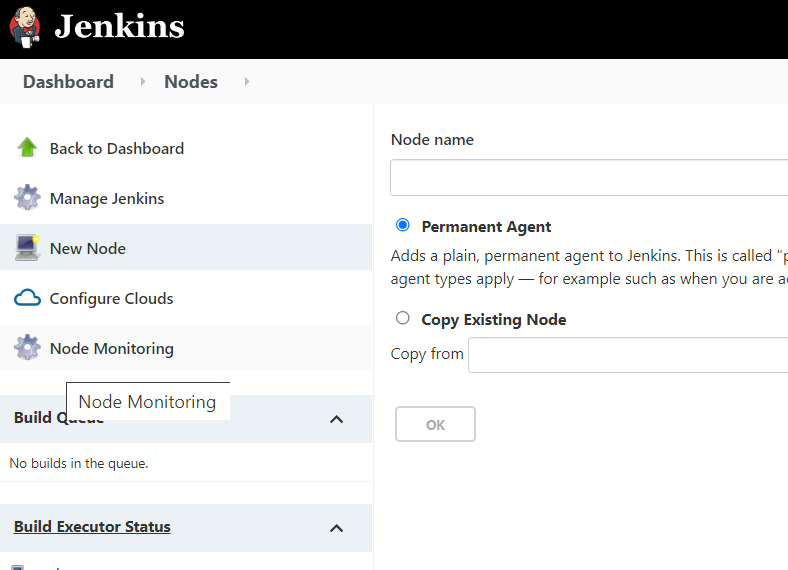 Jenkins
Dashboard
Nodes
Back to Dashboard
Manage Jenkins
New Node
Configure Clouds
Node Monitoring
Node Monitoring
Build Queue
No builds in the queue.
Build Executor Status
Node name
Permanent Agent
Adds a plain, permanent agent to Jenkins. This is called "p
agent types apply — for example such as when you are a
Copy Existing Node
Copy from
OK